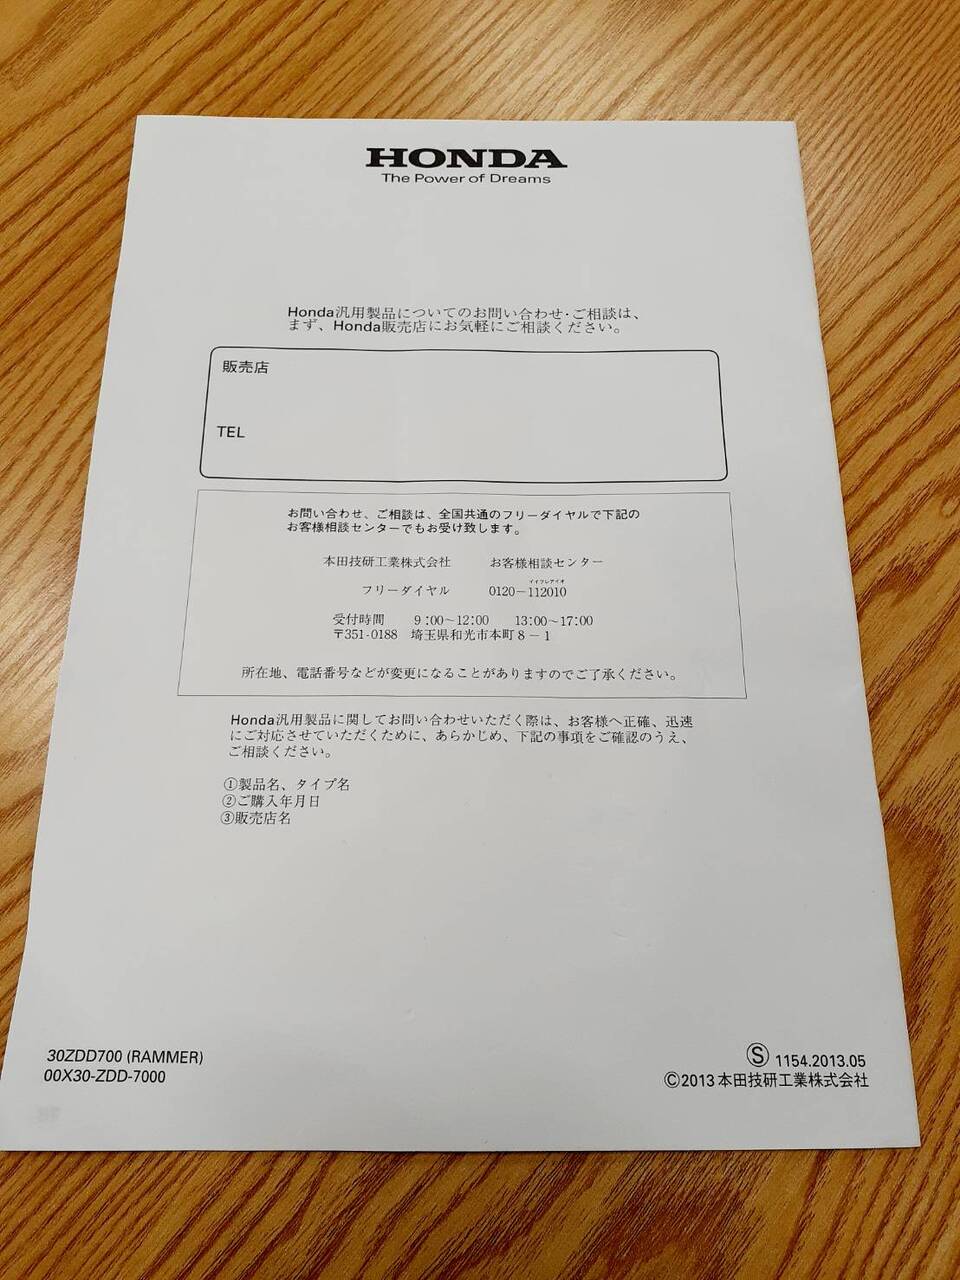 HONDA
The Power of Dreams
Honda汎用製品についてのお問い合わせ・ご相談は、
まず、Honda販売店にお気軽にご相談ください。
販売店
TEL
お問い合わせ、ご相談は、全国共通のフリーダイヤルで下記の
お客様相談センターでもお受け致します。
本田技研工業株式会社 お客様相談センター
イイフレアイオ
フリーダイヤル 0120-112010
受付時間 9:00~12:00 13:00~17:00
〒351-0188 埼玉県和光市本町8-1
所在地、電話番号などが変更になることがありますのでご了承ください。
Honda汎用製品に関してお問い合わせいただく際は、お客様へ正確、迅速
にご対応させていただくために、あらかじめ、下記の事項をご確認のうえ、
ご相談ください。
①製品名、タイプ名
②ご購入年月日
③販売店名
30ZDD700 (RAMMER)
00X30-ZDD-7000
Ⓢ 1154.2013.05
©2013 本田技研工業株式会社